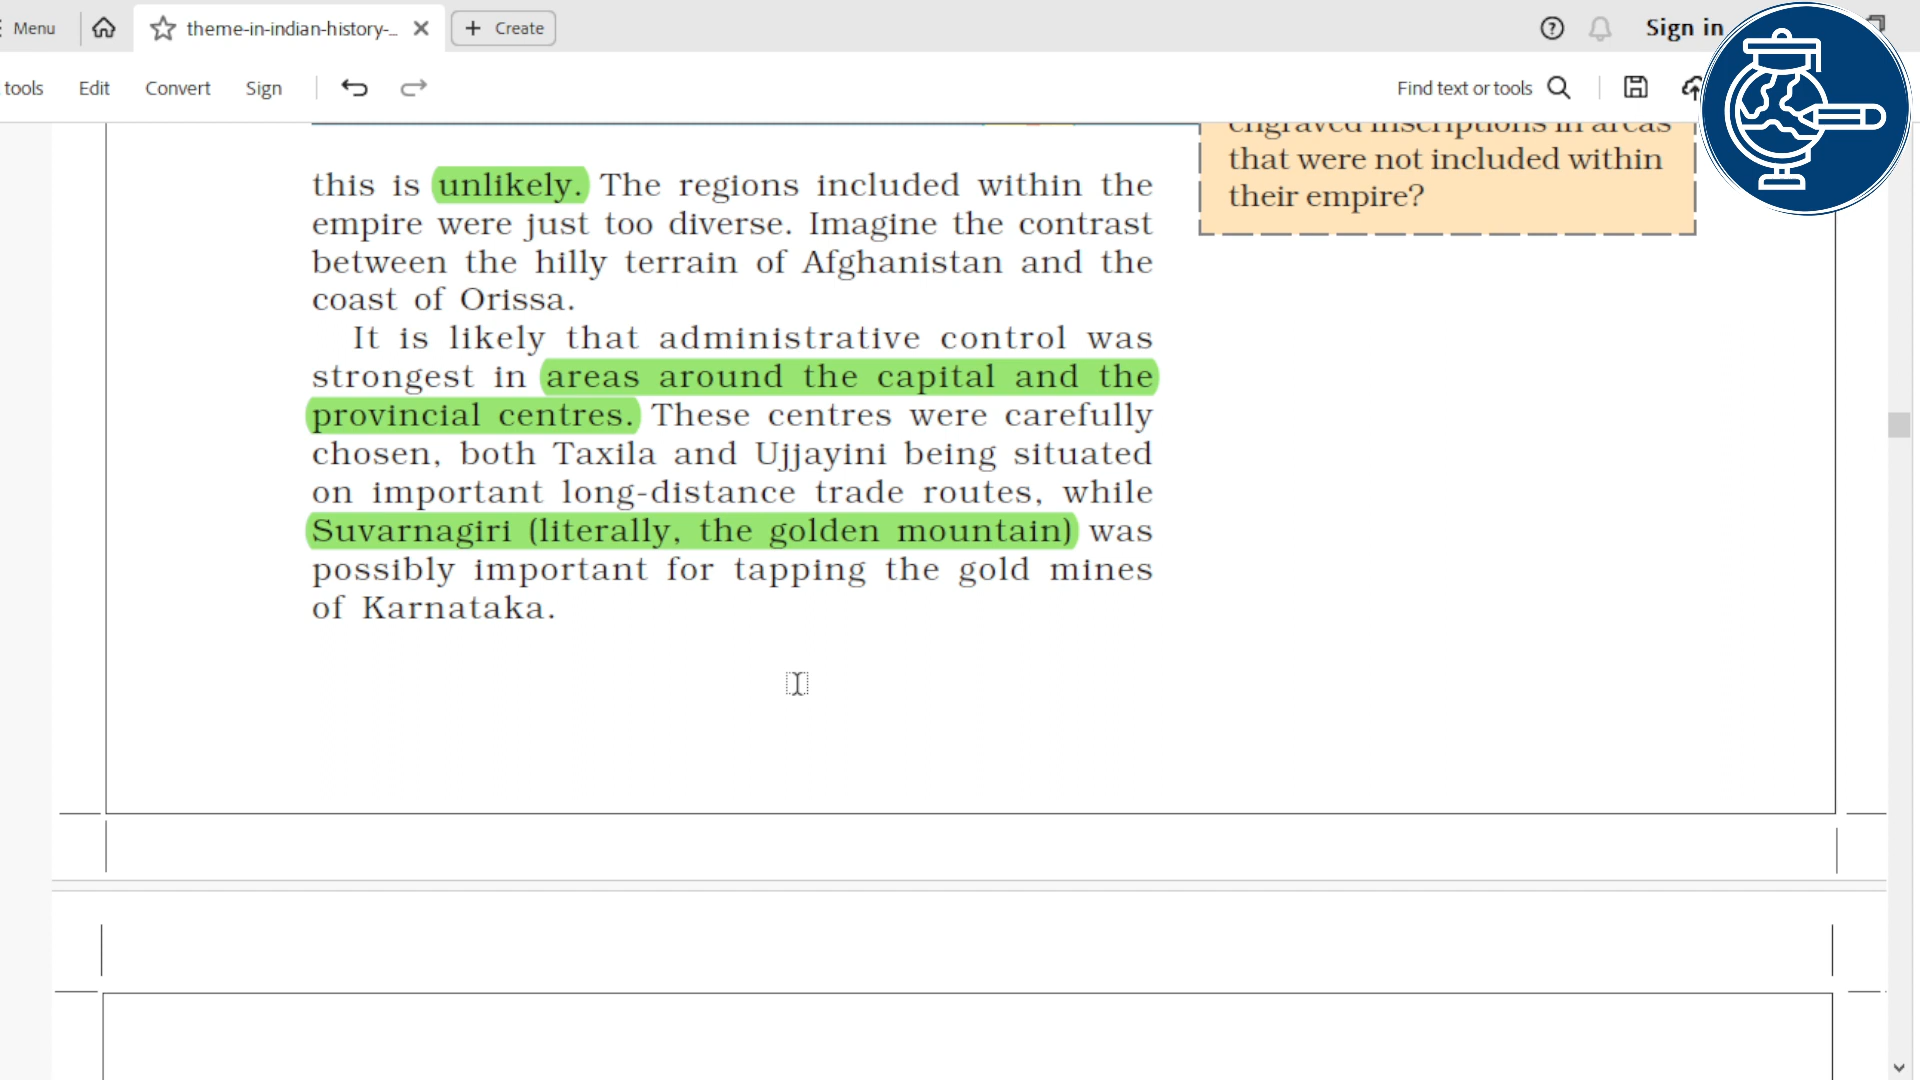 Menu
theme-in-indian-history-_
Create
Sign in
tools
Edit
Convert
Sign
Find text or tools
engraved inscriptions in areas
that were not included within
their empire?
this is unlikely. The regions included within the
empire were just too diverse. Imagine the contrast
between the hilly terrain of Afghanistan and the
coast of Orissa.
It is likely that administrative control was
strongest in areas around the capital and the
provincial centres. These centres were carefully
chosen, both Taxila and Ujjayini being situated
on important long-distance trade routes, while
Suvarnagiri (literally, the golden mountain) was
possibly important for tapping the gold mines
of Karnataka.